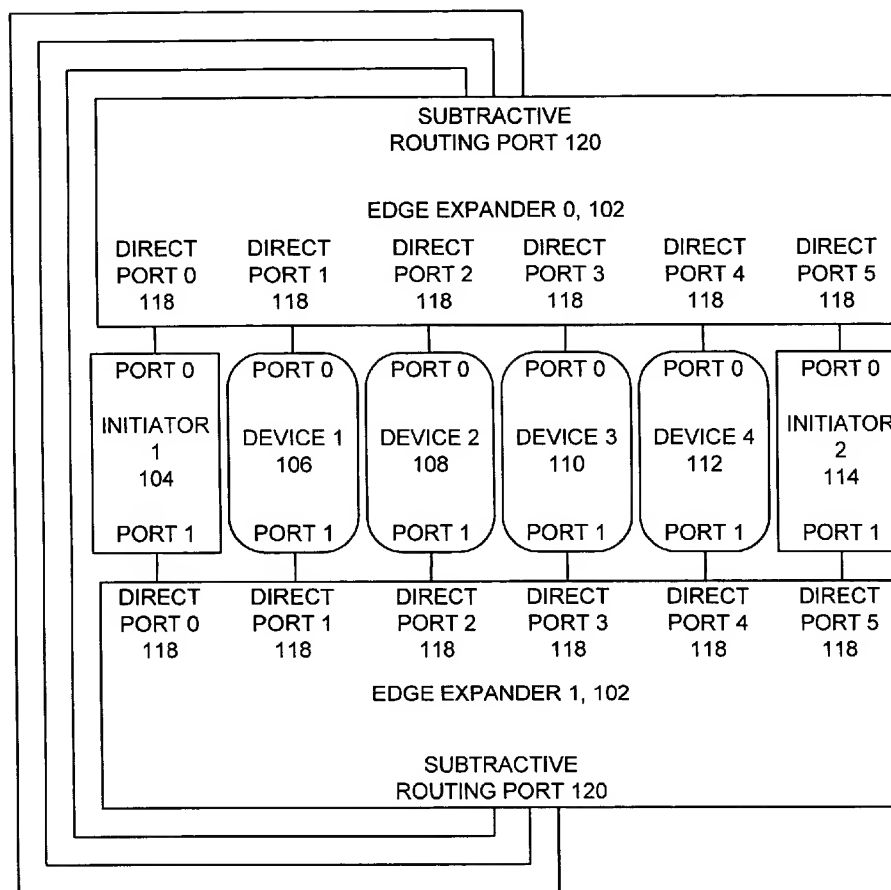 SUBTRACTIVE
ROUTING PORT 120
EDGE EXPANDER 0, 102
DIRECT DIRECT DIRECT DIRECT DIRECT DIRECT
PORT 0 PORT 1 PORT 2 PORT 3 PORT 4 PORT 5
118 118 118 118 118 118
PORT 0 PORT 0 PORT 0 PORT 0 PORT 0 PORT 0
INITIATOR DEVICE 1 DEVICE 2 DEVICE 3 DEVICE 4 INITIATOR
1 106 108 110 112 2
104 114
PORT 1 PORT 1 PORT 1 PORT 1 PORT 1 PORT 1
DIRECT DIRECT DIRECT DIRECT DIRECT DIRECT
PORT 0 PORT 1 PORT 2 PORT 3 PORT 4 PORT 5
118 118 118 118 118 118
EDGE EXPANDER 1, 102
SUBTRACTIVE
ROUTING PORT 120